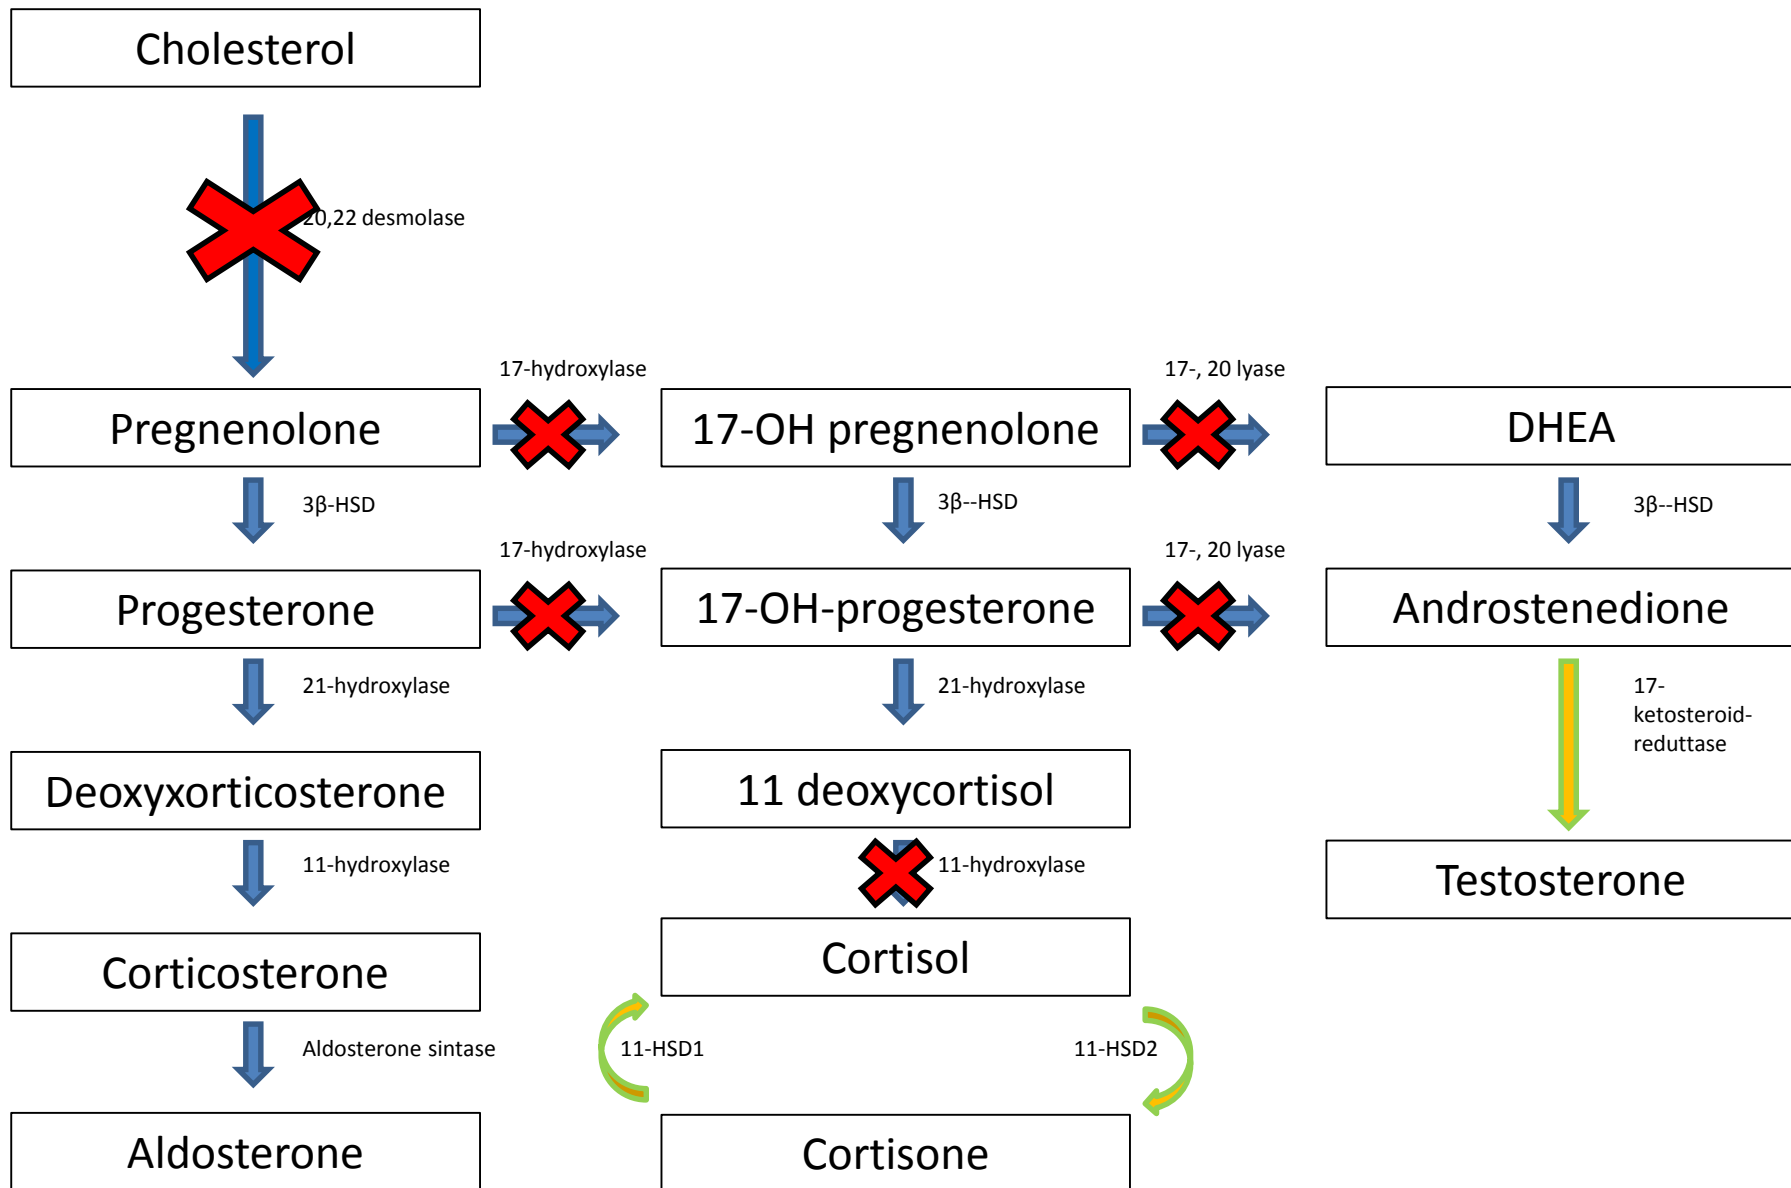 Cholesterol
20,22 desmolase
17-hydroxylase
17-, 20 lyase
Pregnenolone
17-OH pregnenolone
DHEA
3β-HSD
3β--HSD
3β--HSD
17-hydroxylase
17-, 20 lyase
Progesterone
17-OH-progesterone
Androstenedione
21-hydroxylase
21-hydroxylase
17-
ketosteroid-
reduttase
Deoxyxorticosterone
11 deoxycortisol
11-hydroxylase
11-hydroxylase
Testosterone
Corticosterone
Cortisol
Aldosterone sintase
11-HSD1
11-HSD2
Aldosterone
Cortisone